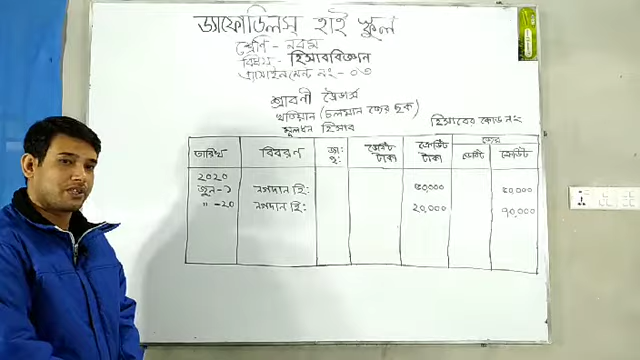 ড্যাফোডিলস্ হাই স্কুল
শ্রেণি - নবম
বিষয় - হিসাববিজ্ঞান
এ্যাসাইনমেন্ট নং - ০৩
শ্রাবনী ট্রেডার্স
খতিয়ান (চলমান জের ছক)
মূলধন হিসাব
হিসাবের কোড নং
তারিখ বিবরণ জা: পৃ: ডেবিট টাকা ক্রেডিট টাকা জের ডেবিট ক্রেডিট
২০২০
জুন - ১ নগদান হি: ৫০,০০০ ৫০,০০০
" - ২০ নগদান হি: ২০,০০০ ৭০,০০০